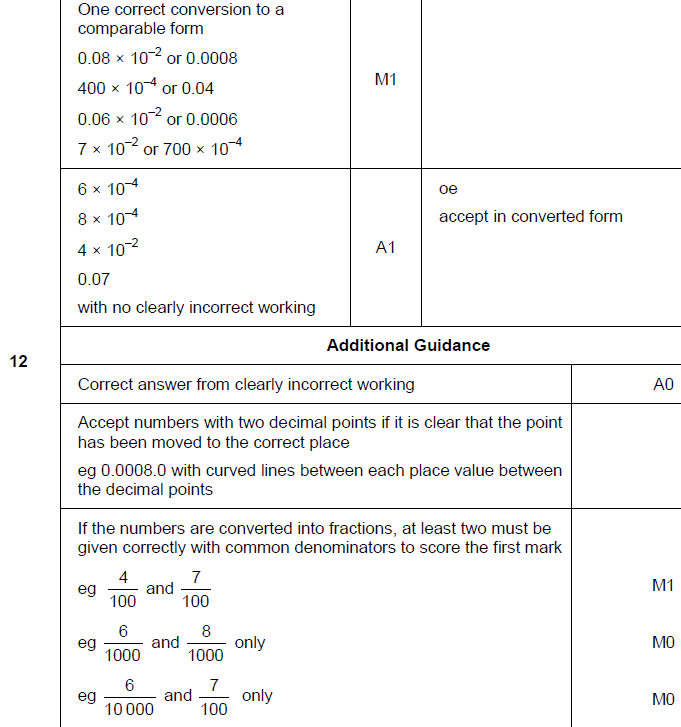 One correct conversion to a
comparable form
0.08 × 10⁻² or 0.0008
400 × 10⁻⁴ or 0.04
M1
0.06 × 10⁻² or 0.0006
7 × 10⁻² or 700 × 10⁻⁴
6 × 10⁻⁴
oe
8 × 10⁻⁴
accept in converted form
4 × 10⁻²
A1
0.07
with no clearly incorrect working
12
Additional Guidance
Correct answer from clearly incorrect working A0
Accept numbers with two decimal points if it is clear that the point
has been moved to the correct place
eg 0.0008.0 with curved lines between each place value between
the decimal points
If the numbers are converted into fractions, at least two must be
given correctly with common denominators to score the first mark
eg 4/100 and 7/100 M1
eg 6/1000 and 8/1000 only M0
eg 6/10 000 and 7/100 only M0